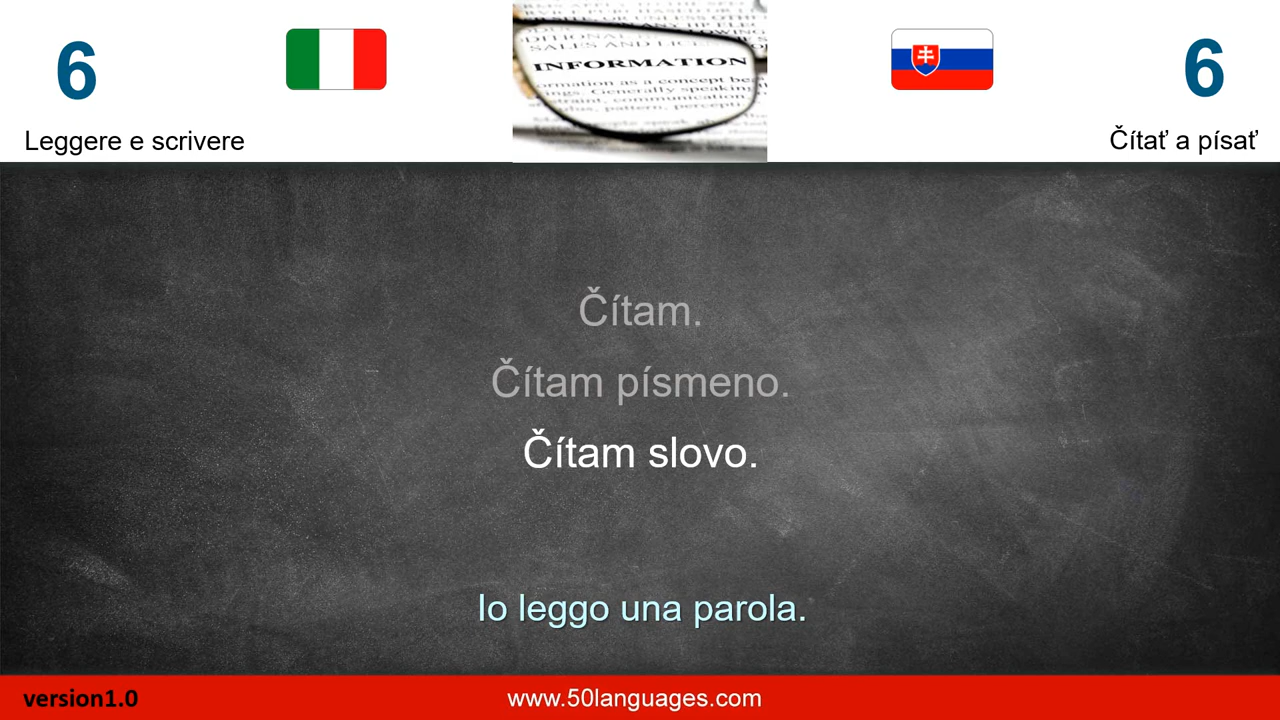 6
6
Leggere e scrivere
Čítať a písať
INFORMATION
Čítam.
Čítam písmeno.
Čítam slovo.
Io leggo una parola.
version1.0
www.50languages.com